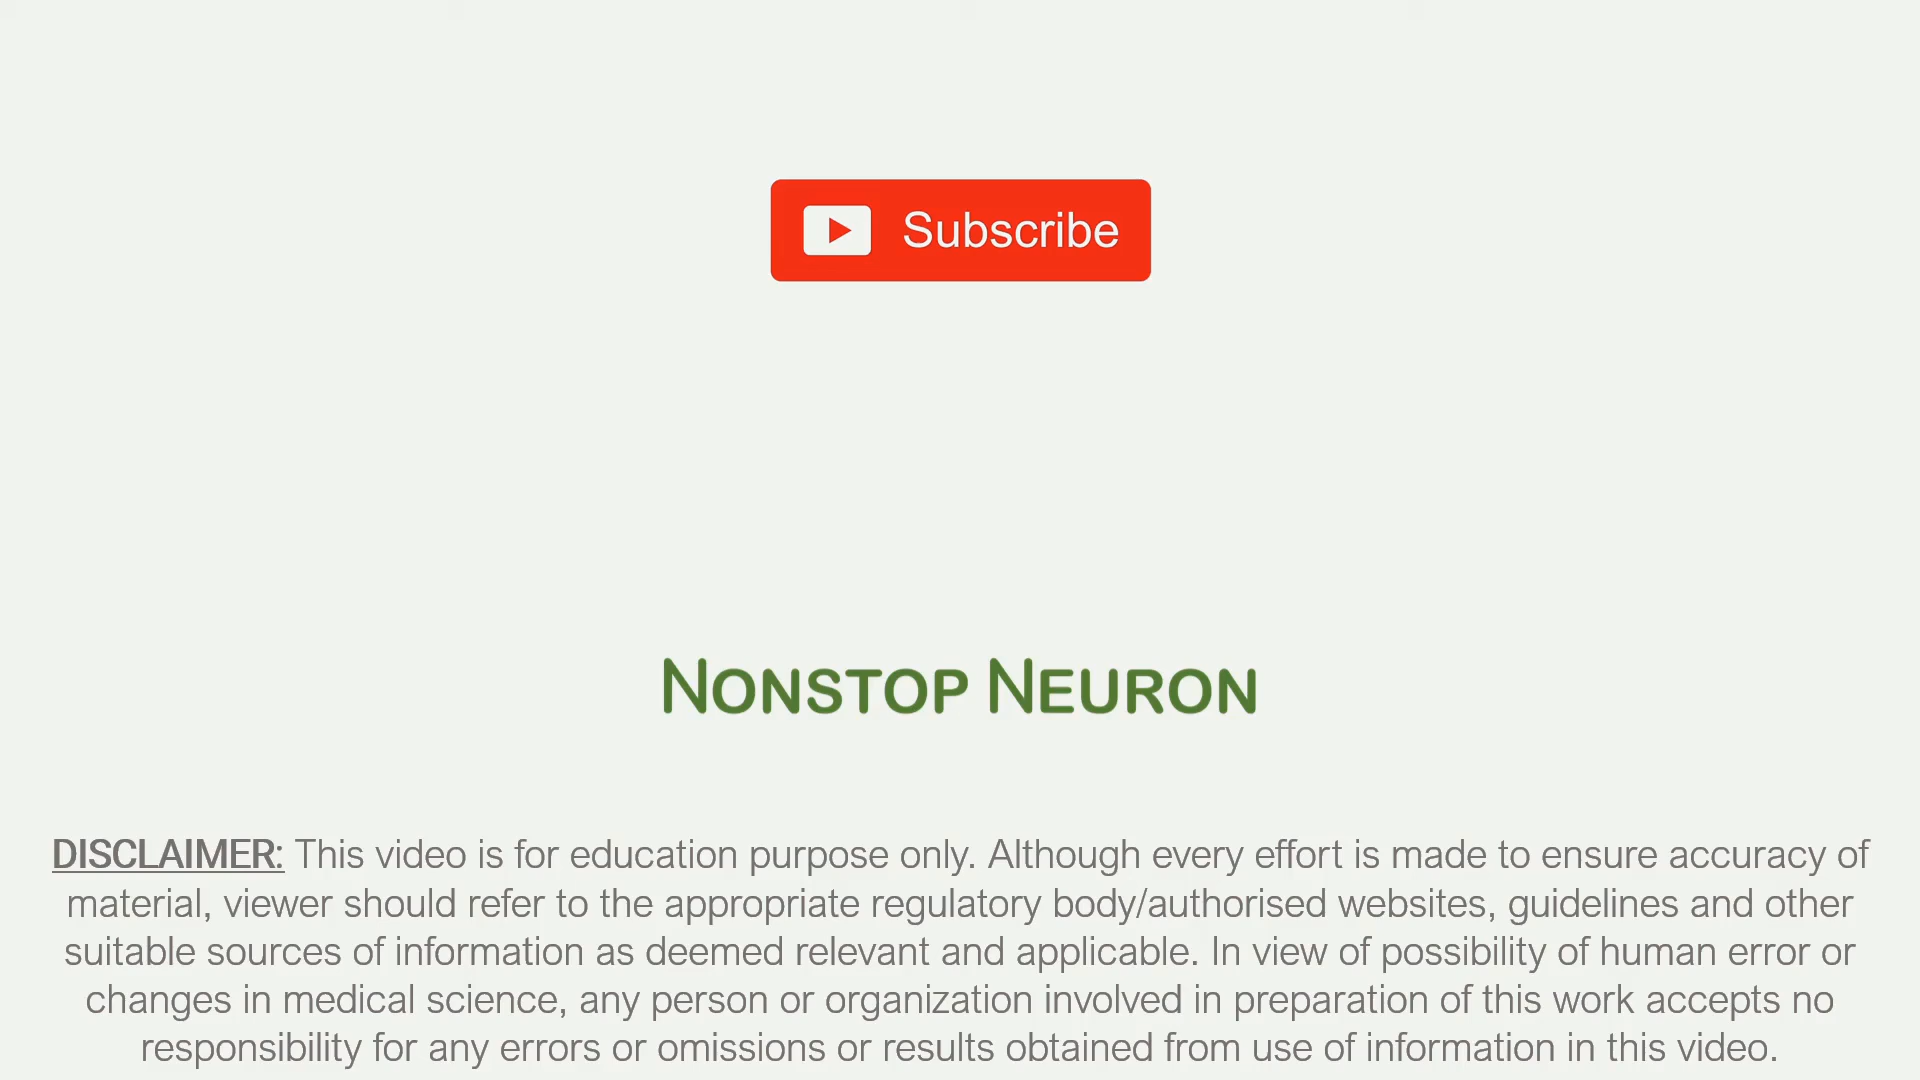 Subscribe
NONSTOP NEURON
DISCLAIMER: This video is for education purpose only. Although every effort is made to ensure accuracy of
material, viewer should refer to the appropriate regulatory body/authorised websites, guidelines and other
suitable sources of information as deemed relevant and applicable. In view of possibility of human error or
changes in medical science, any person or organization involved in preparation of this work accepts no
responsibility for any errors or omissions or results obtained from use of information in this video.